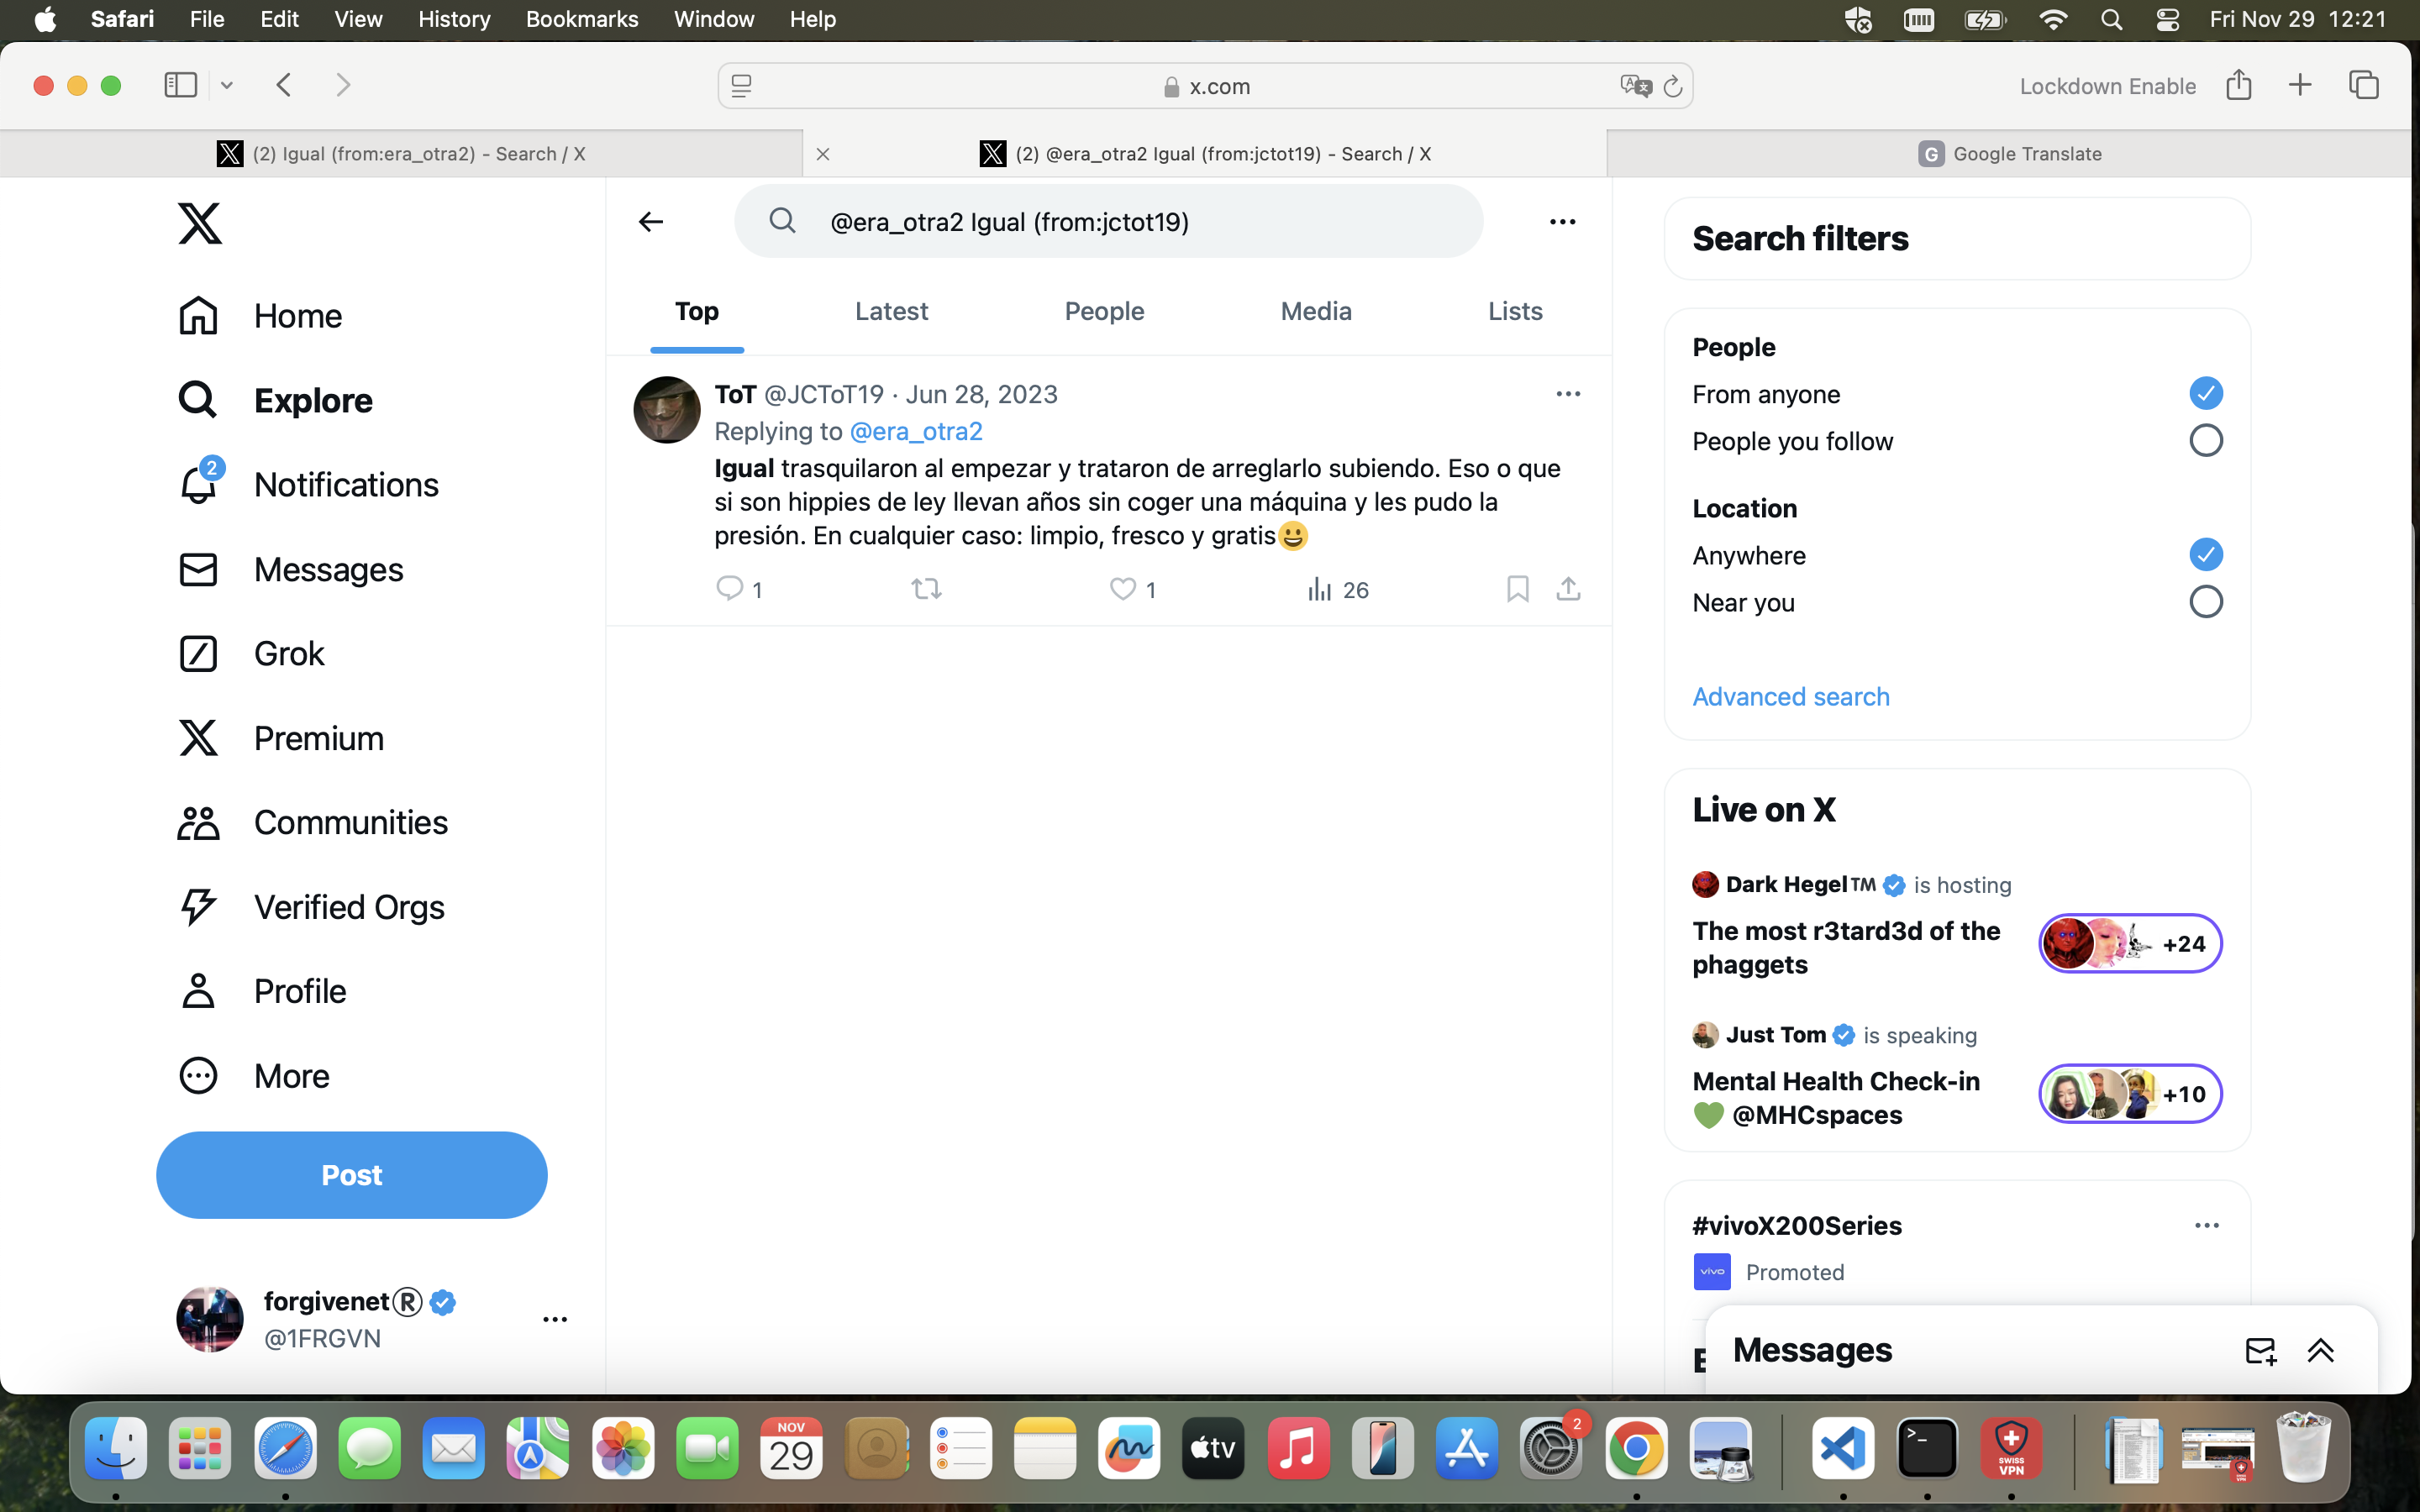 Safari File Edit View History Bookmarks Window Help Fri Nov 29 12:21
x.com Lockdown Enable
(2) Igual (from:era_otra2) - Search / X
(2) @era_otra2 Igual (from:jctot19) - Search / X
G Google Translate
@era_otra2 Igual (from:jctot19)
Top Latest People Media Lists
Home
Explore
2
Notifications
Messages
Grok
Premium
Communities
Verified Orgs
Profile
More
Post
forgivenet®
@1FRGVN
ToT @JCToT19 · Jun 28, 2023
Replying to @era_otra2
Igual trasquilaron al empezar y trataron de arreglarlo subiendo. Eso o que
si son hippies de ley llevan años sin coger una máquina y les pudo la
presión. En cualquier caso: limpio, fresco y gratis😀
1 1 26
Search filters
People
From anyone
People you follow
Location
Anywhere
Near you
Advanced search
Live on X
Dark Hegel™ is hosting
The most r3tard3d of the
phaggets
+24
Just Tom is speaking
Mental Health Check-in
💚 @MHCspaces
+10
#vivoX200Series
vivo Promoted
Messages
NOV
29
tv
2
SWISS
VPN